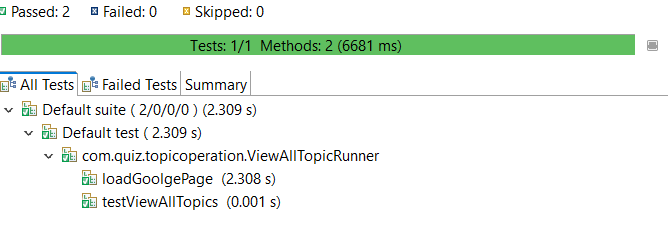 Passed: 2 Failed: 0 Skipped: 0
Tests: 1/1 Methods: 2 (6681 ms)
All Tests Failed Tests Summary
Default suite ( 2/0/0/0 ) (2.309 s)
Default test ( 2.309 s)
com.quiz.topicoperation.ViewAllTopicRunner
loadGoolgePage (2.308 s)
testViewAllTopics (0.001 s)